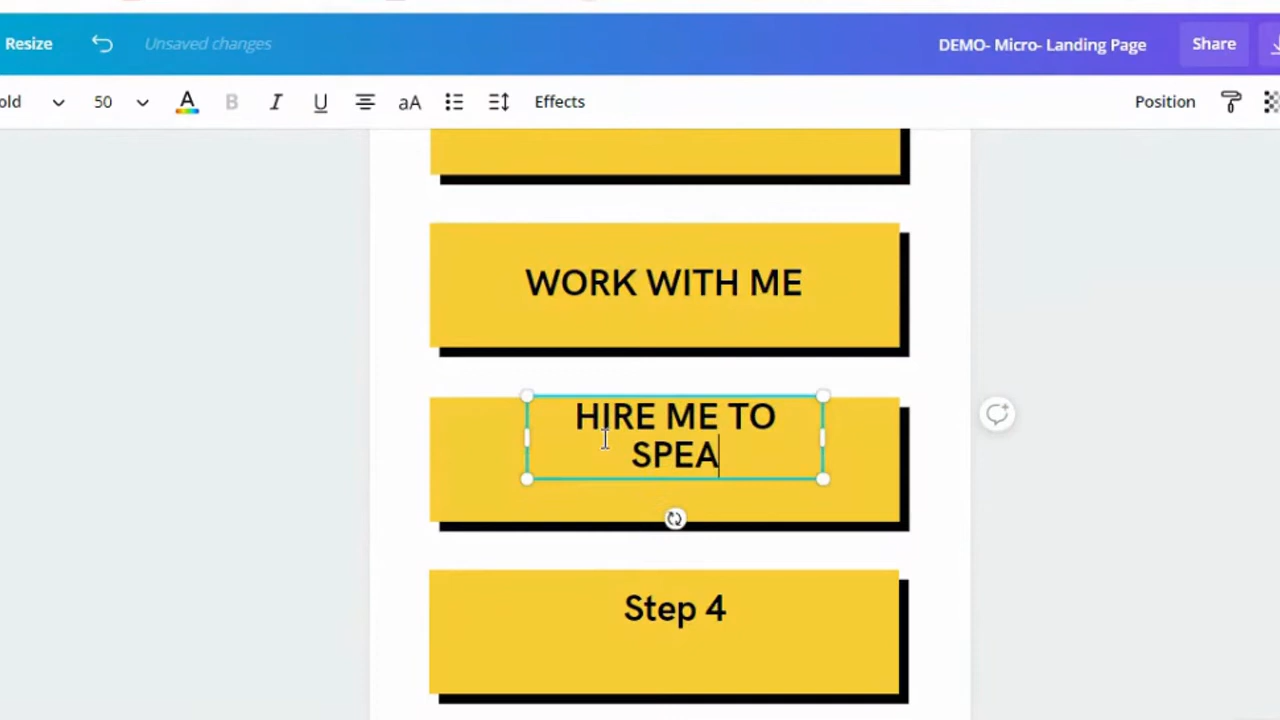 Resize
Unsaved changes
DEMO- Micro- Landing Page
Share
old
50
A
B
I
U
aA
Effects
Position
WORK WITH ME
HIRE ME TO
SPEA
Step 4